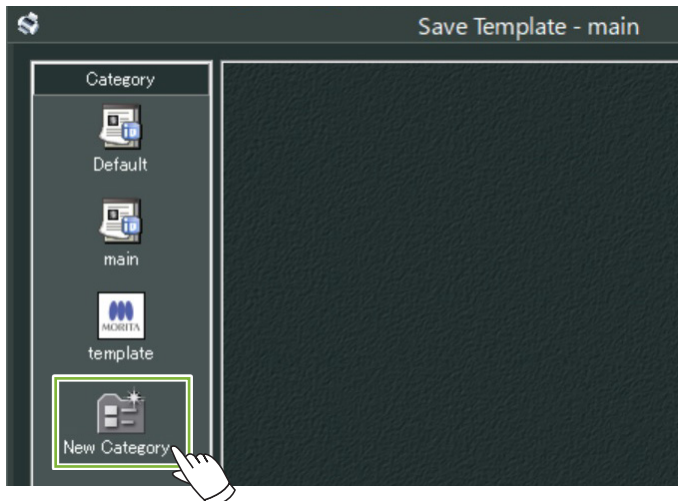 Save Template - main
Category
Default
main
MORITA
template
New Category